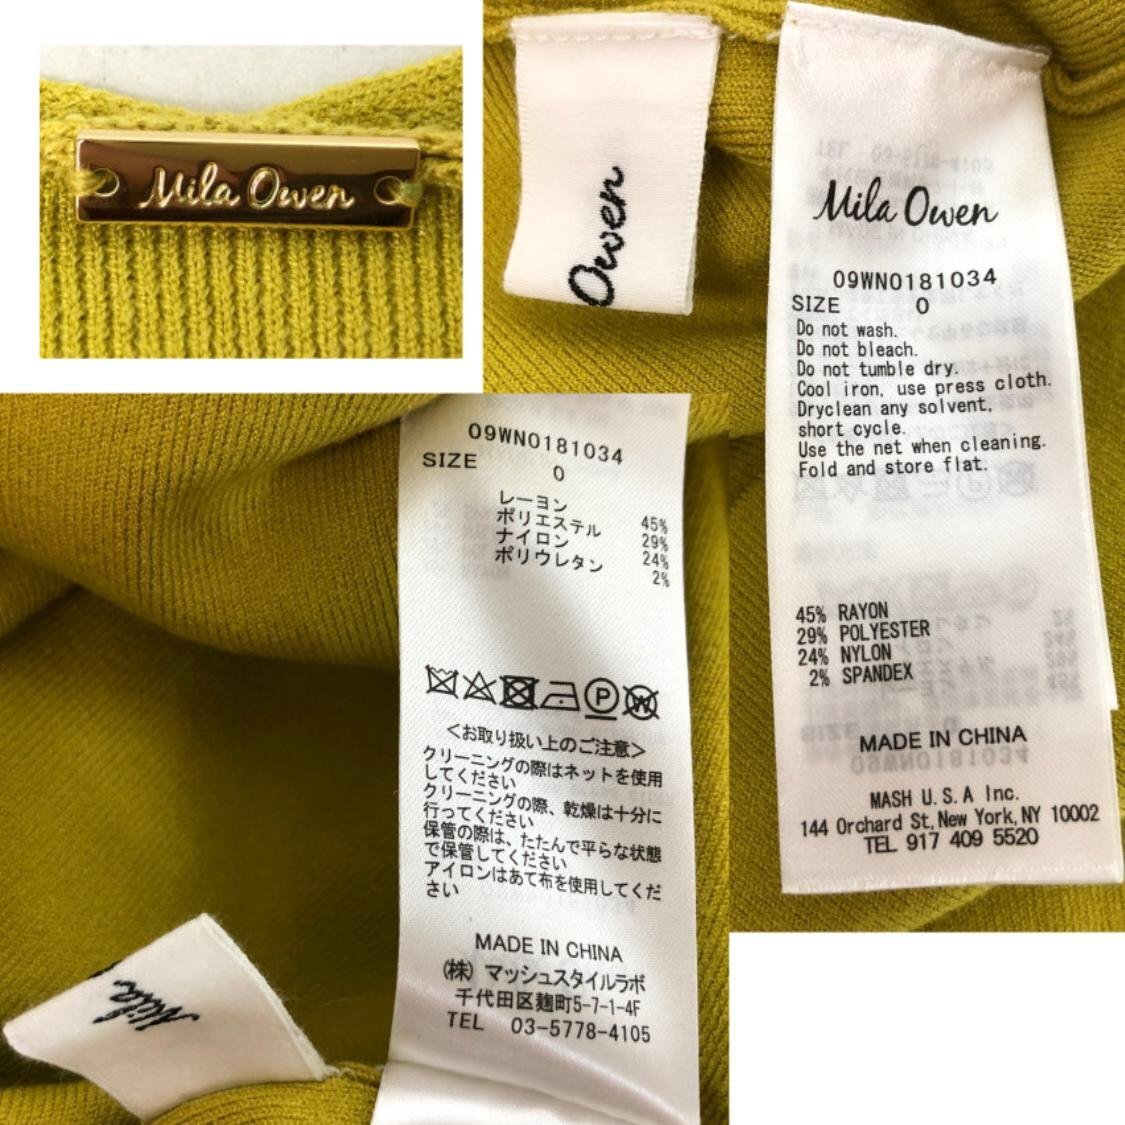 Mila Owen
Owen
Mila Owen
09WN0181034
SIZE 0
Do not wash.
Do not bleach.
Do not tumble dry.
Cool iron, use press cloth.
Dryclean any solvent,
short cycle.
Use the net when cleaning.
Fold and store flat.
45% RAYON
29% POLYESTER
24% NYLON
2% SPANDEX
MADE IN CHINA
MASH U.S.A Inc.
144 Orchard St, New York, NY 10002
TEL 917 409 5520
09WN0181034
SIZE 0
レーヨン 45%
ポリエステル 29%
ナイロン 24%
ポリウレタン 2%
P W
<お取り扱い上のご注意>
クリーニングの際はネットを使用
してください
クリーニングの際、乾燥は十分に
行ってください
保管の際は、たたんで平らな状態
で保管してください
アイロンはあて布を使用してくだ
さい
MADE IN CHINA
(株) マッシュスタイルラボ
千代田区麹町5-7-1-4F
TEL 03-5778-4105
Mila